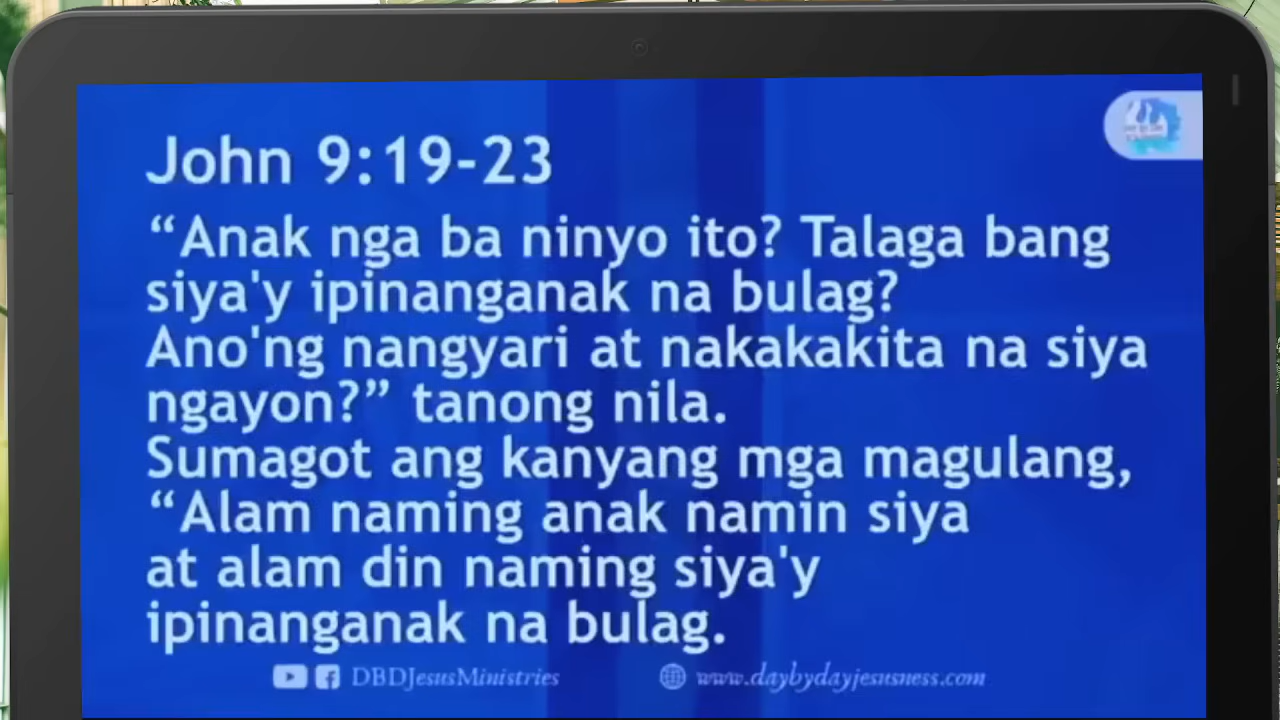 John 9:19-23
“Anak nga ba ninyo ito? Talaga bang
siya'y ipinanganak na bulag?
Ano'ng nangyari at nakakakita na siya
ngayon?” tanong nila.
Sumagot ang kanyang mga magulang,
“Alam naming anak namin siya
at alam din naming siya'y
ipinanganak na bulag.
DBDJesusMinistries www.daybydayjesusness.com